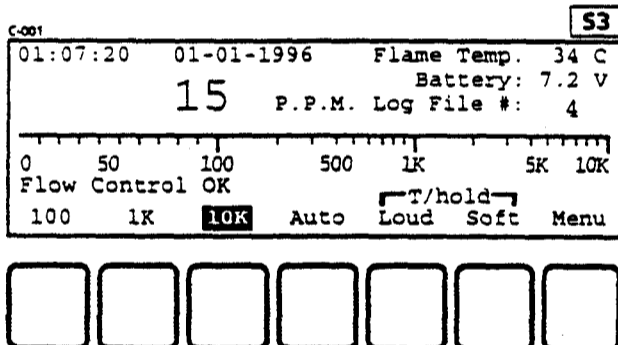 S3
C-001
01:07:20 01-01-1996 Flame Temp. 34 C
Battery: 7.2 V
15 P.P.M. Log File #: 4
0 50 100 500 1K 5K 10K
Flow Control OK
T/hold
100 1K 10K Auto Loud Soft Menu